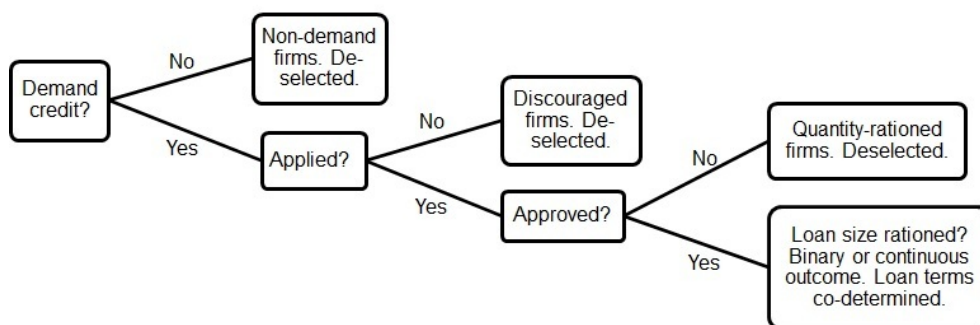 Demand
credit?
No
Yes
Non-demand
firms. De-
selected.
Applied?
No
Yes
Discouraged
firms. De-
selected.
Approved?
No
Yes
Quantity-rationed
firms. Deselected.
Loan size rationed?
Binary or continuous
outcome. Loan terms
co-determined.